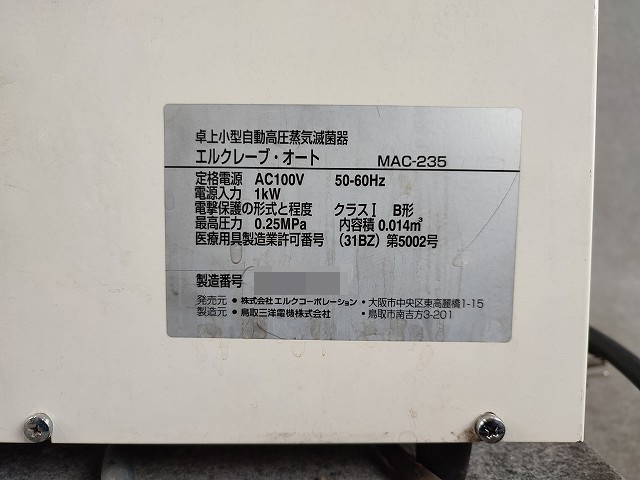 卓上小型自動高圧蒸気滅菌器
エルクレーブ・オート MAC-235
定格電源 AC100V 50-60Hz
電源入力 1kW
電撃保護の形式と程度 クラスⅠ B形
最高圧力 0.25MPa 内容積 0.014㎥
医療用具製造業許可番号 (31BZ) 第5002号
製造番号
発売元 ●株式会社エルクコーポレーション ・大阪市中央区東高麗橋1-15
製造元 ●鳥取三洋電機株式会社 ・鳥取市南吉方3-201